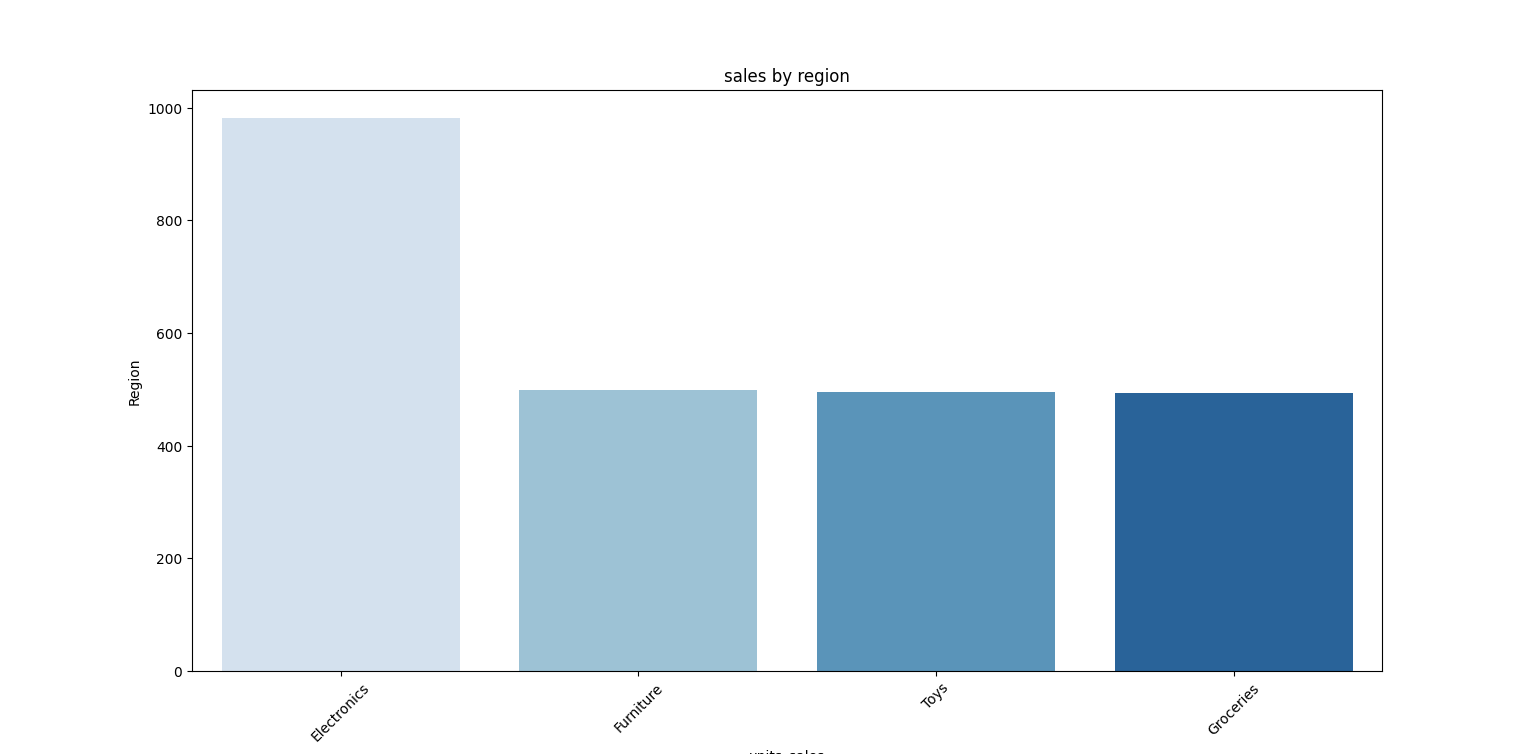 sales by region
1000
800
600
400
200
0
Region
Electronics
Furniture
Toys
Groceries